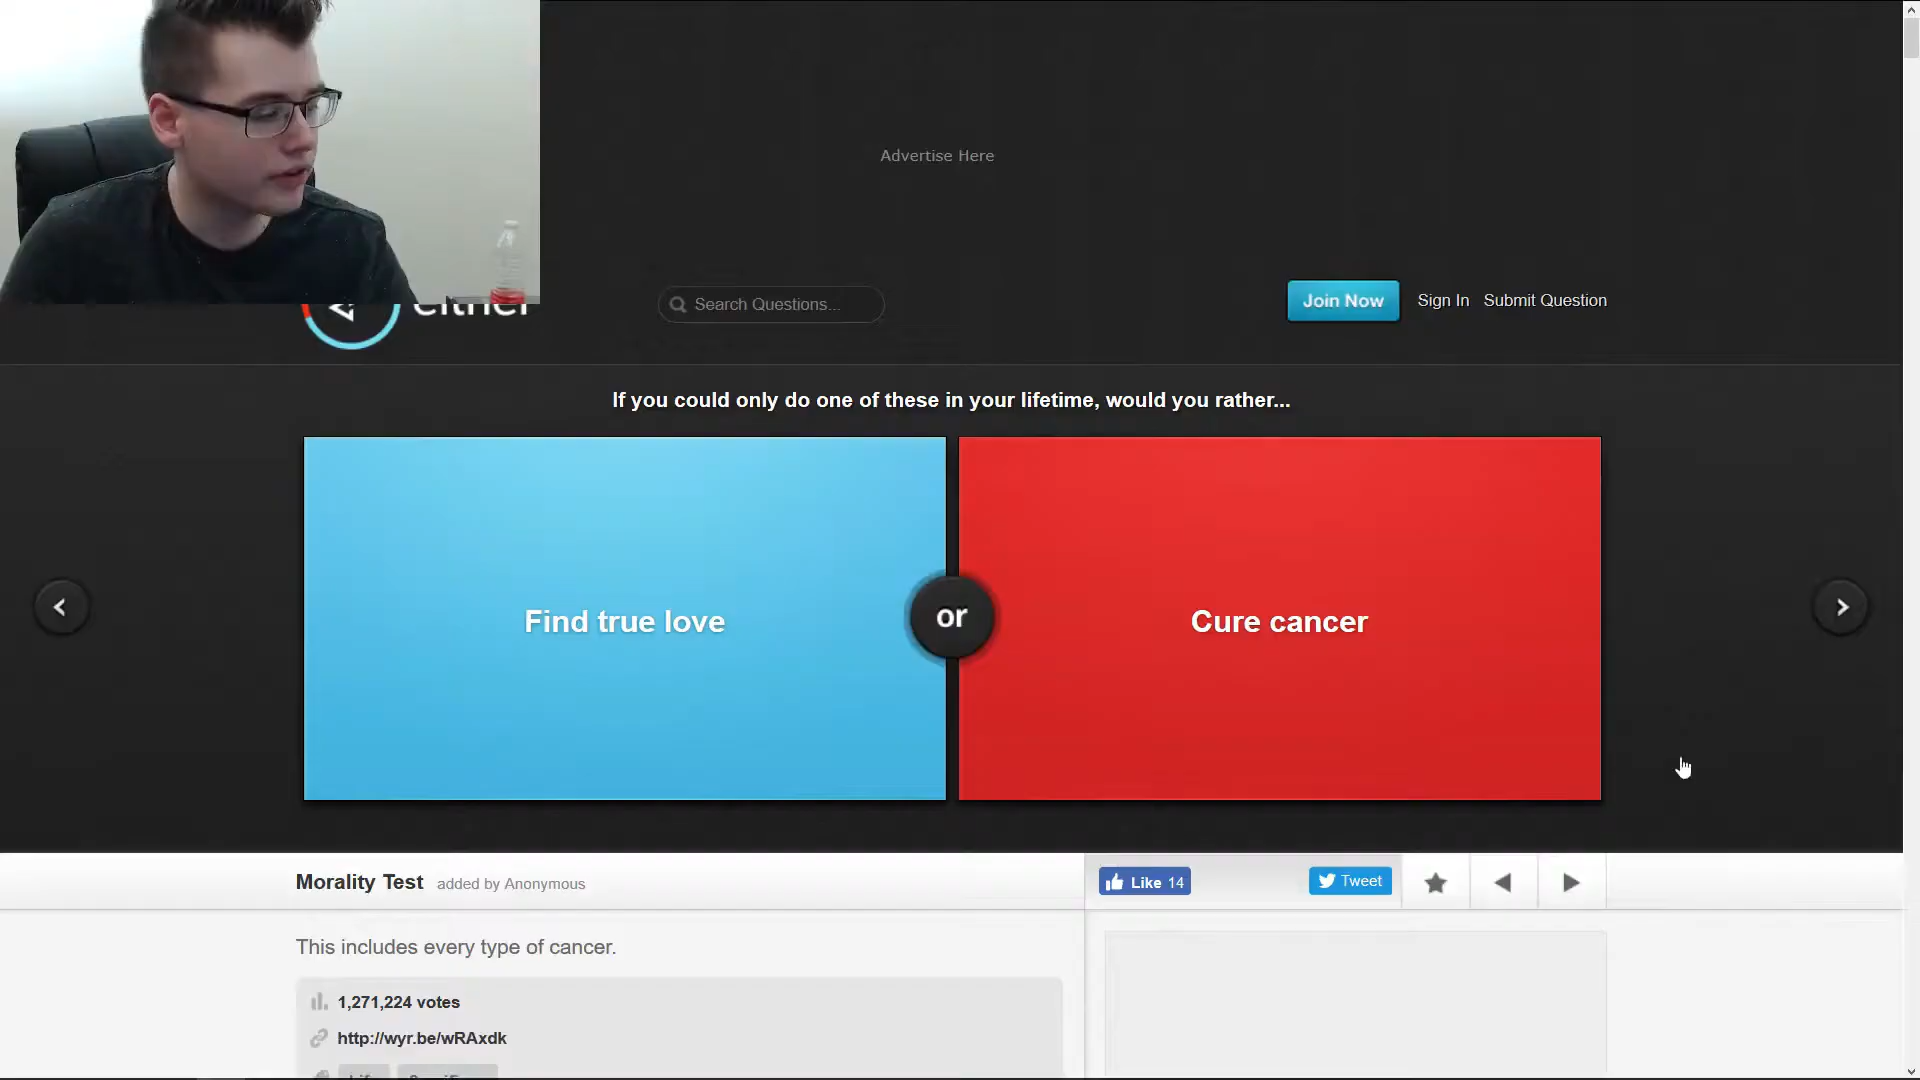 Advertise Here
either
Search Questions...
Join Now
Sign In
Submit Question
If you could only do one of these in your lifetime, would you rather...
Find true love
or
Cure cancer
Morality Test added by Anonymous
Like 14
Tweet
This includes every type of cancer.
1,271,224 votes
http://wyr.be/wRAxdk